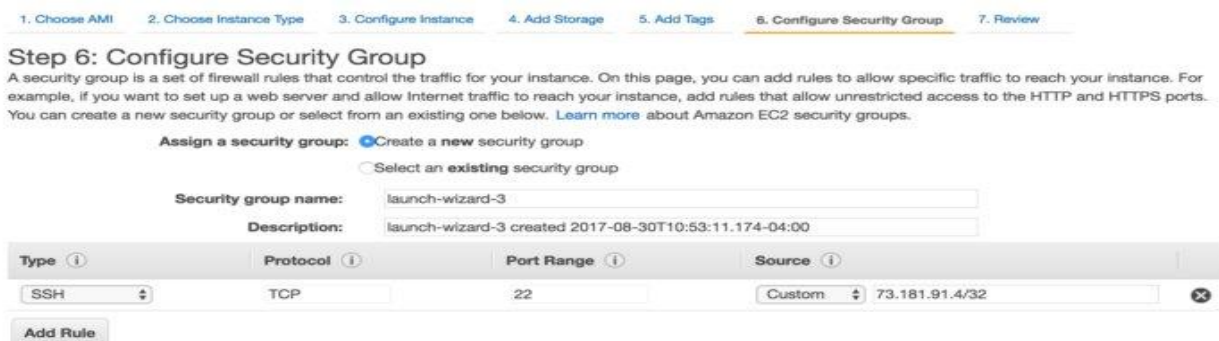 1. Choose AMI 2. Choose Instance Type 3. Configure Instance 4. Add Storage 5. Add Tags 6. Configure Security Group 7. Review
Step 6: Configure Security Group
A security group is a set of firewall rules that control the traffic for your instance. On this page, you can add rules to allow specific traffic to reach your instance. For
example, if you want to set up a web server and allow Internet traffic to reach your instance, add rules that allow unrestricted access to the HTTP and HTTPS ports.
You can create a new security group or select from an existing one below. Learn more about Amazon EC2 security groups.
Assign a security group: Create a new security group
Select an existing security group
Security group name: launch-wizard-3
Description: launch-wizard-3 created 2017-08-30T10:53:11.174-04:00
Type i Protocol i Port Range i Source i
SSH TCP 22 Custom 73.181.91.4/32
Add Rule